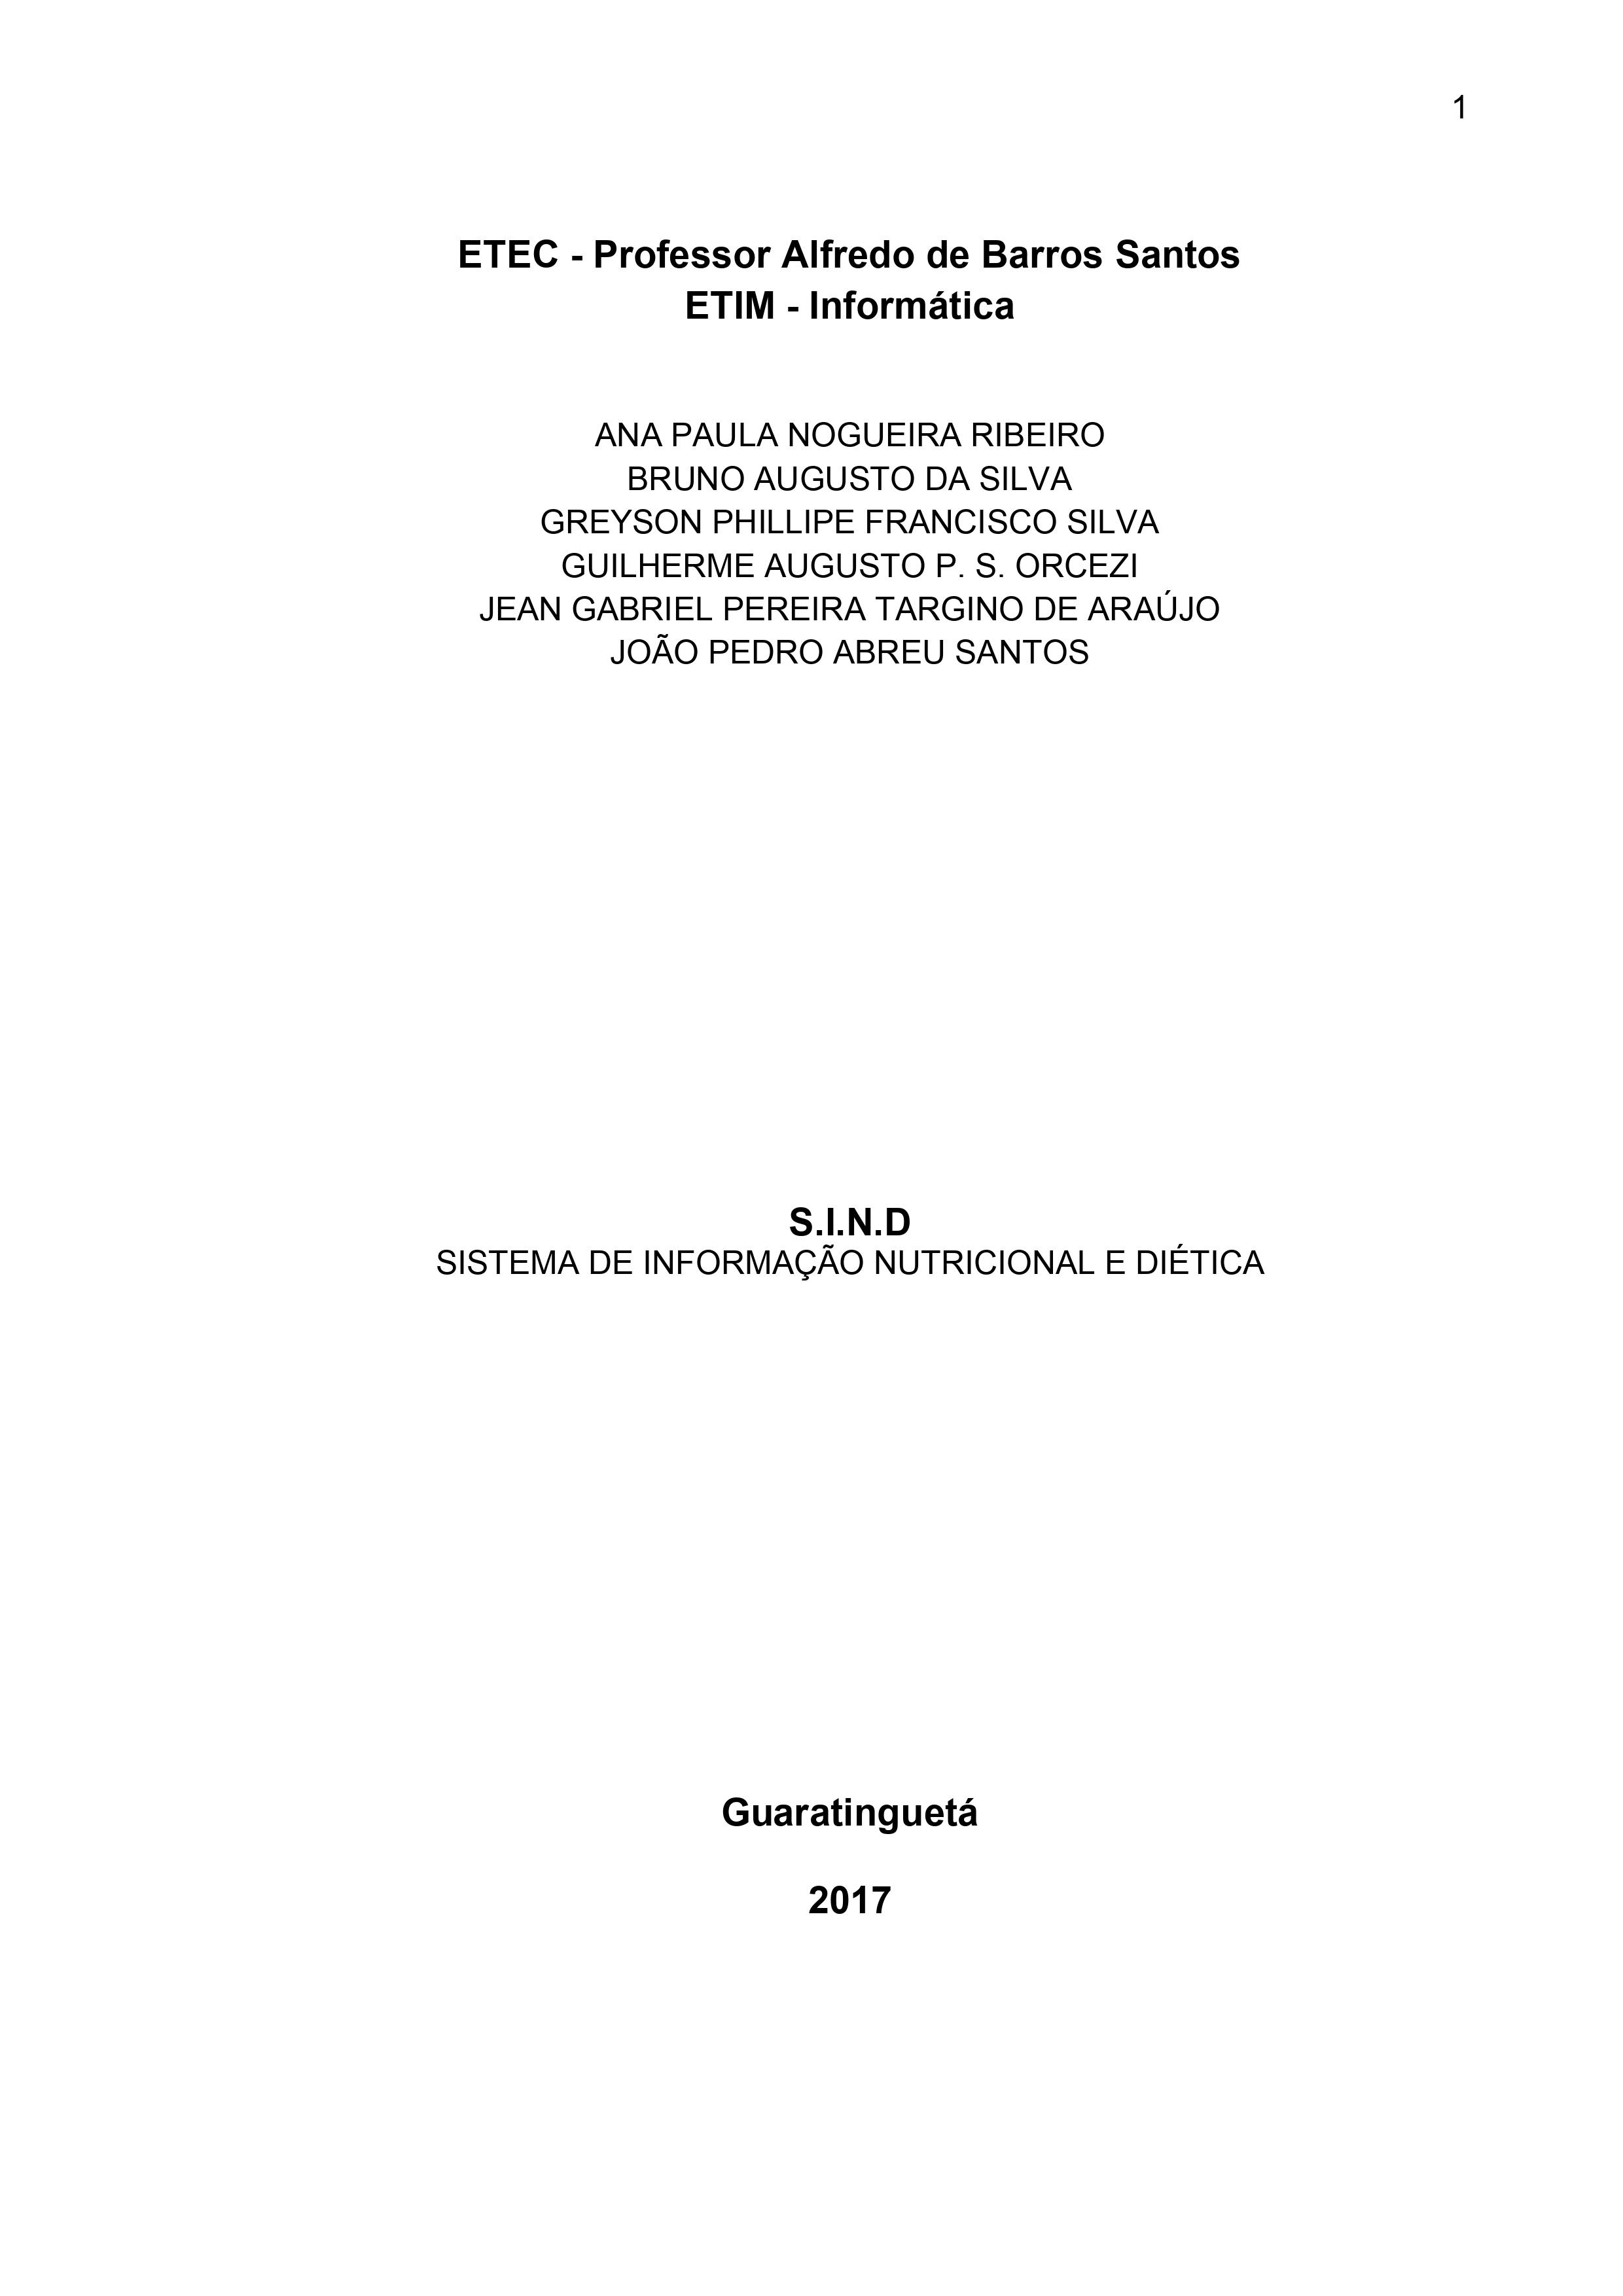 1
ETEC - Professor Alfredo de Barros Santos
ETIM - Informática
ANA PAULA NOGUEIRA RIBEIRO
BRUNO AUGUSTO DA SILVA
GREYSON PHILLIPE FRANCISCO SILVA
GUILHERME AUGUSTO P. S. ORCEZI
JEAN GABRIEL PEREIRA TARGINO DE ARAÚJO
JOÃO PEDRO ABREU SANTOS
S.I.N.D
SISTEMA DE INFORMAÇÃO NUTRICIONAL E DIÉTICA
Guaratinguetá
2017